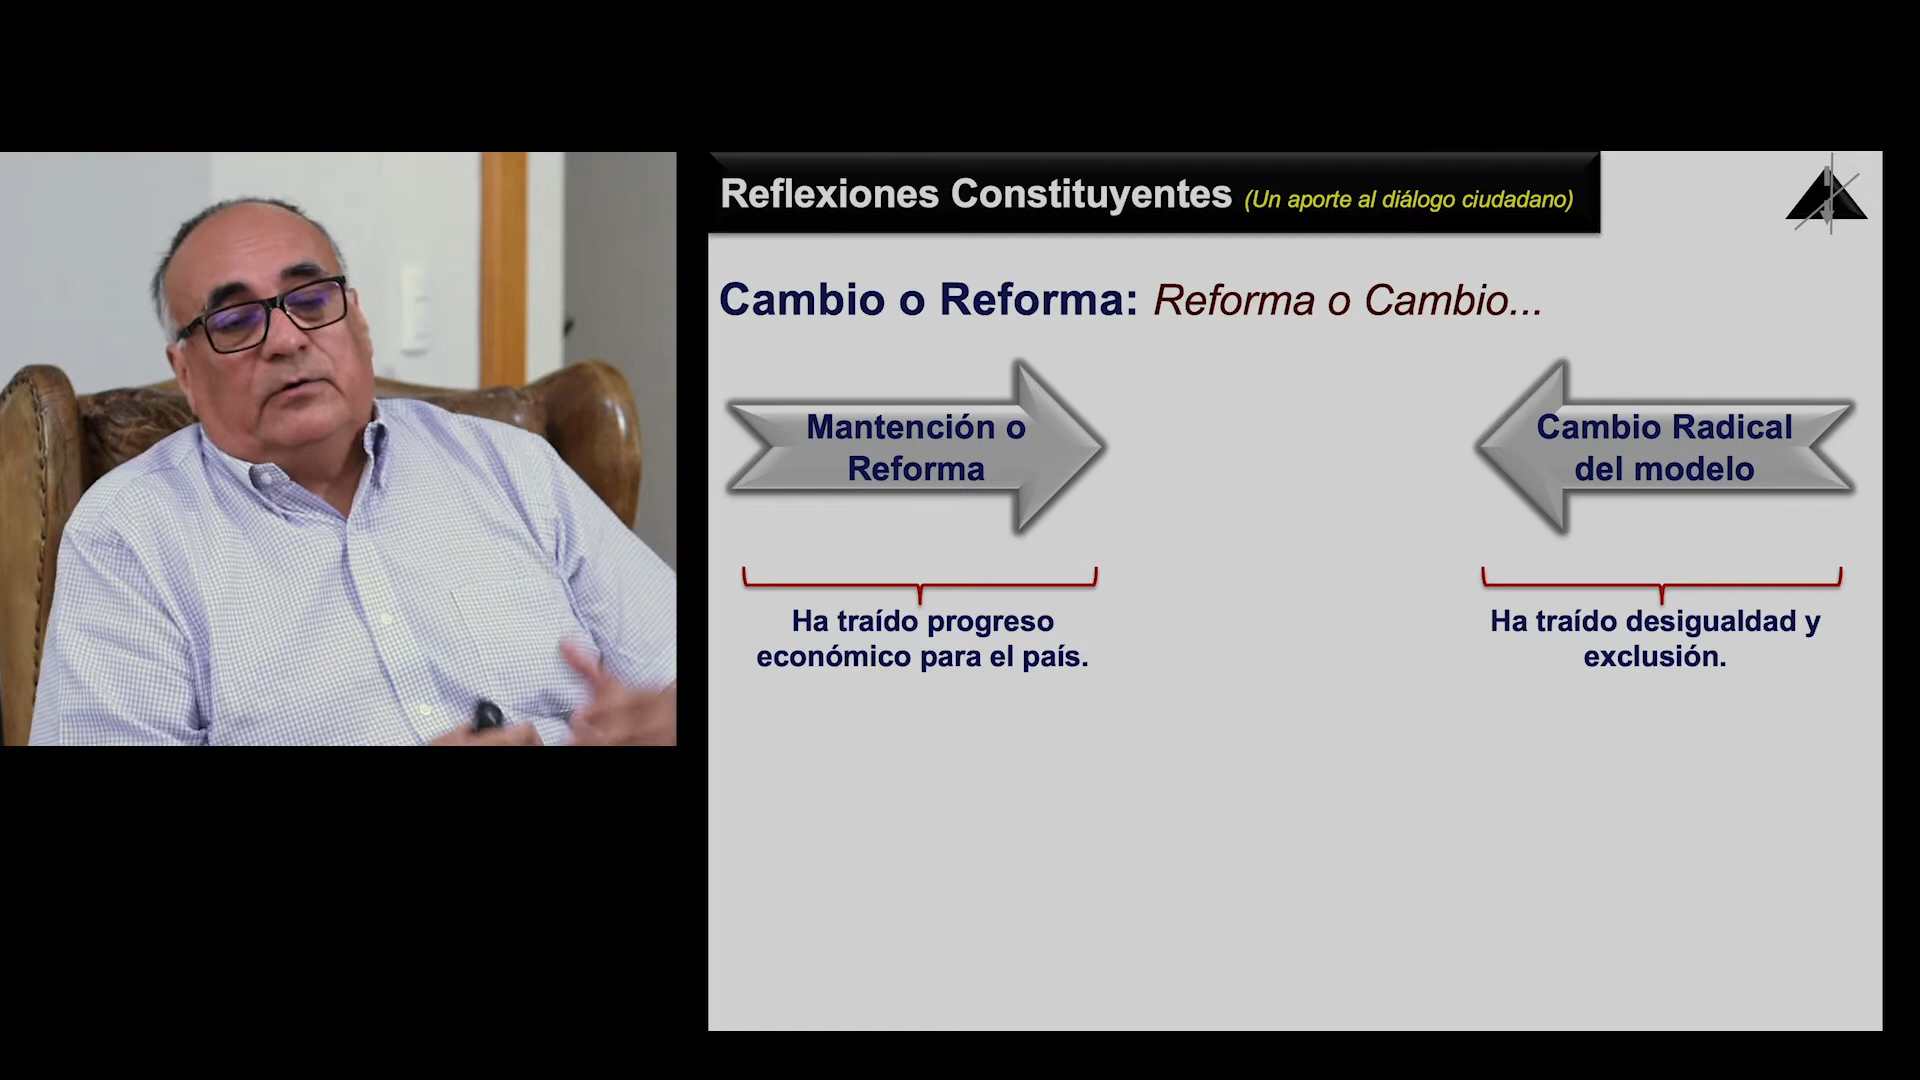 Reflexiones Constituyentes (Un aporte al diálogo ciudadano)
Cambio o Reforma: Reforma o Cambio...
Mantención o
Reforma
Cambio Radical
del modelo
Ha traído progreso
económico para el país.
Ha traído desigualdad y
exclusión.